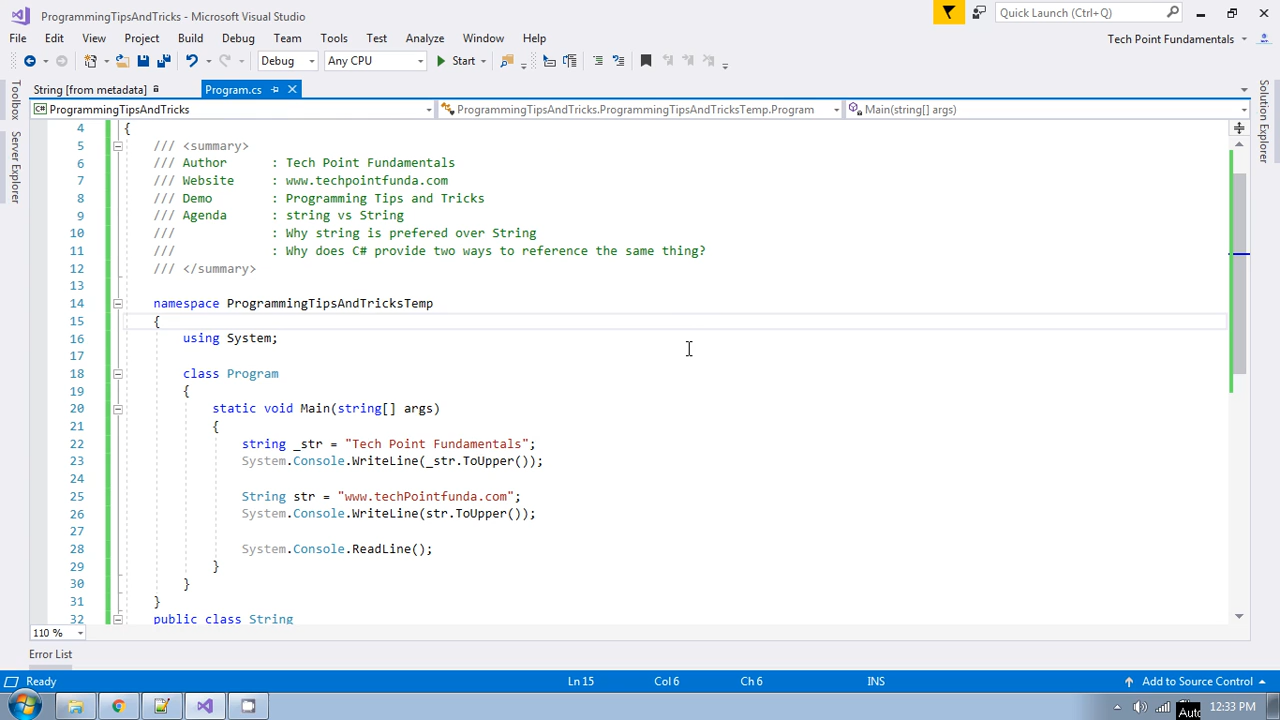 ProgrammingTipsAndTricks - Microsoft Visual Studio
Quick Launch (Ctrl+Q)
File Edit View Project Build Debug Team Tools Test Analyze Window Help
Tech Point Fundamentals
Debug Any CPU Start
String [from metadata] Program.cs
C# ProgrammingTipsAndTricks ProgrammingTipsAndTricks.ProgrammingTipsAndTricksTemp.Program Main(string[] args)
Toolbox
Server Explorer
Solution Explorer
4 {
5 /// <summary>
6 /// Author : Tech Point Fundamentals
7 /// Website : www.techpointfunda.com
8 /// Demo : Programming Tips and Tricks
9 /// Agenda : string vs String
10 /// : Why string is prefered over String
11 /// : Why does C# provide two ways to reference the same thing?
12 /// </summary>
13
14 namespace ProgrammingTipsAndTricksTemp
15 {
16 using System;
17
18 class Program
19 {
20 static void Main(string[] args)
21 {
22 string _str = "Tech Point Fundamentals";
23 System.Console.WriteLine(_str.ToUpper());
24
25 String str = "www.techPointfunda.com";
26 System.Console.WriteLine(str.ToUpper());
27
28 System.Console.ReadLine();
29 }
30 }
31 }
32 public class String
110 %
Error List
Ready Ln 15 Col 6 Ch 6 INS Add to Source Control
Auto 12:33 PM